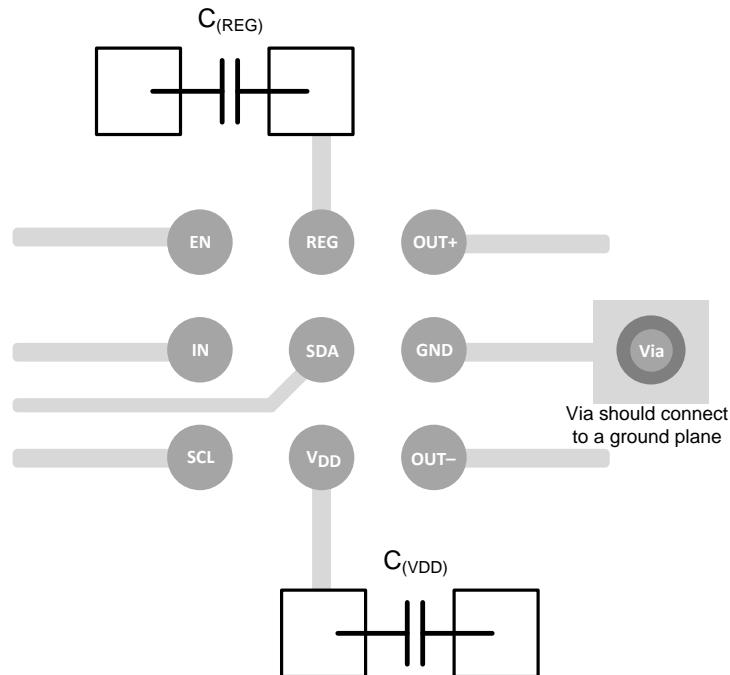 C(REG)
EN REG OUT+
IN SDA GND Via
Via should connect
to a ground plane
SCL VDD OUT–
C(VDD)